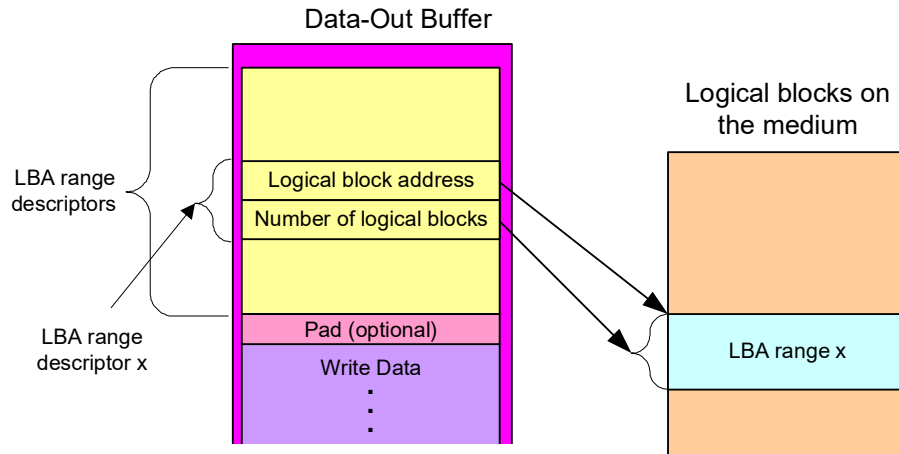 Data-Out Buffer
Logical blocks on
the medium
LBA range
descriptors
Logical block address
Number of logical blocks
LBA range
descriptor x
Pad (optional)
Write Data
.
.
.
LBA range x